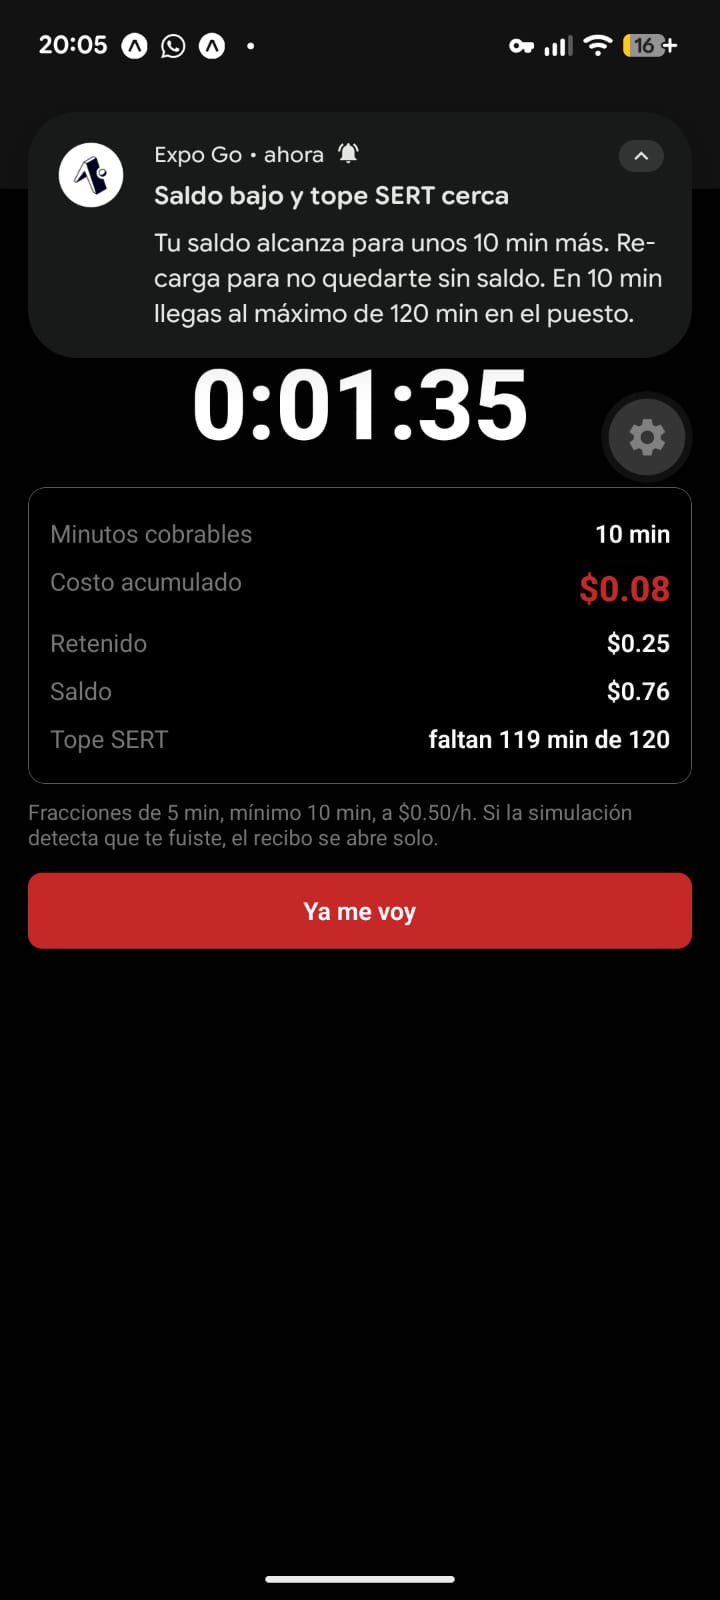 20:05
16
Expo Go • ahora
Saldo bajo y tope SERT cerca
Tu saldo alcanza para unos 10 min más. Re-
carga para no quedarte sin saldo. En 10 min
llegas al máximo de 120 min en el puesto.
0:01:35
Minutos cobrables 10 min
Costo acumulado $0.08
Retenido $0.25
Saldo $0.76
Tope SERT faltan 119 min de 120
Fracciones de 5 min, mínimo 10 min, a $0.50/h. Si la simulación
detecta que te fuiste, el recibo se abre solo.
Ya me voy